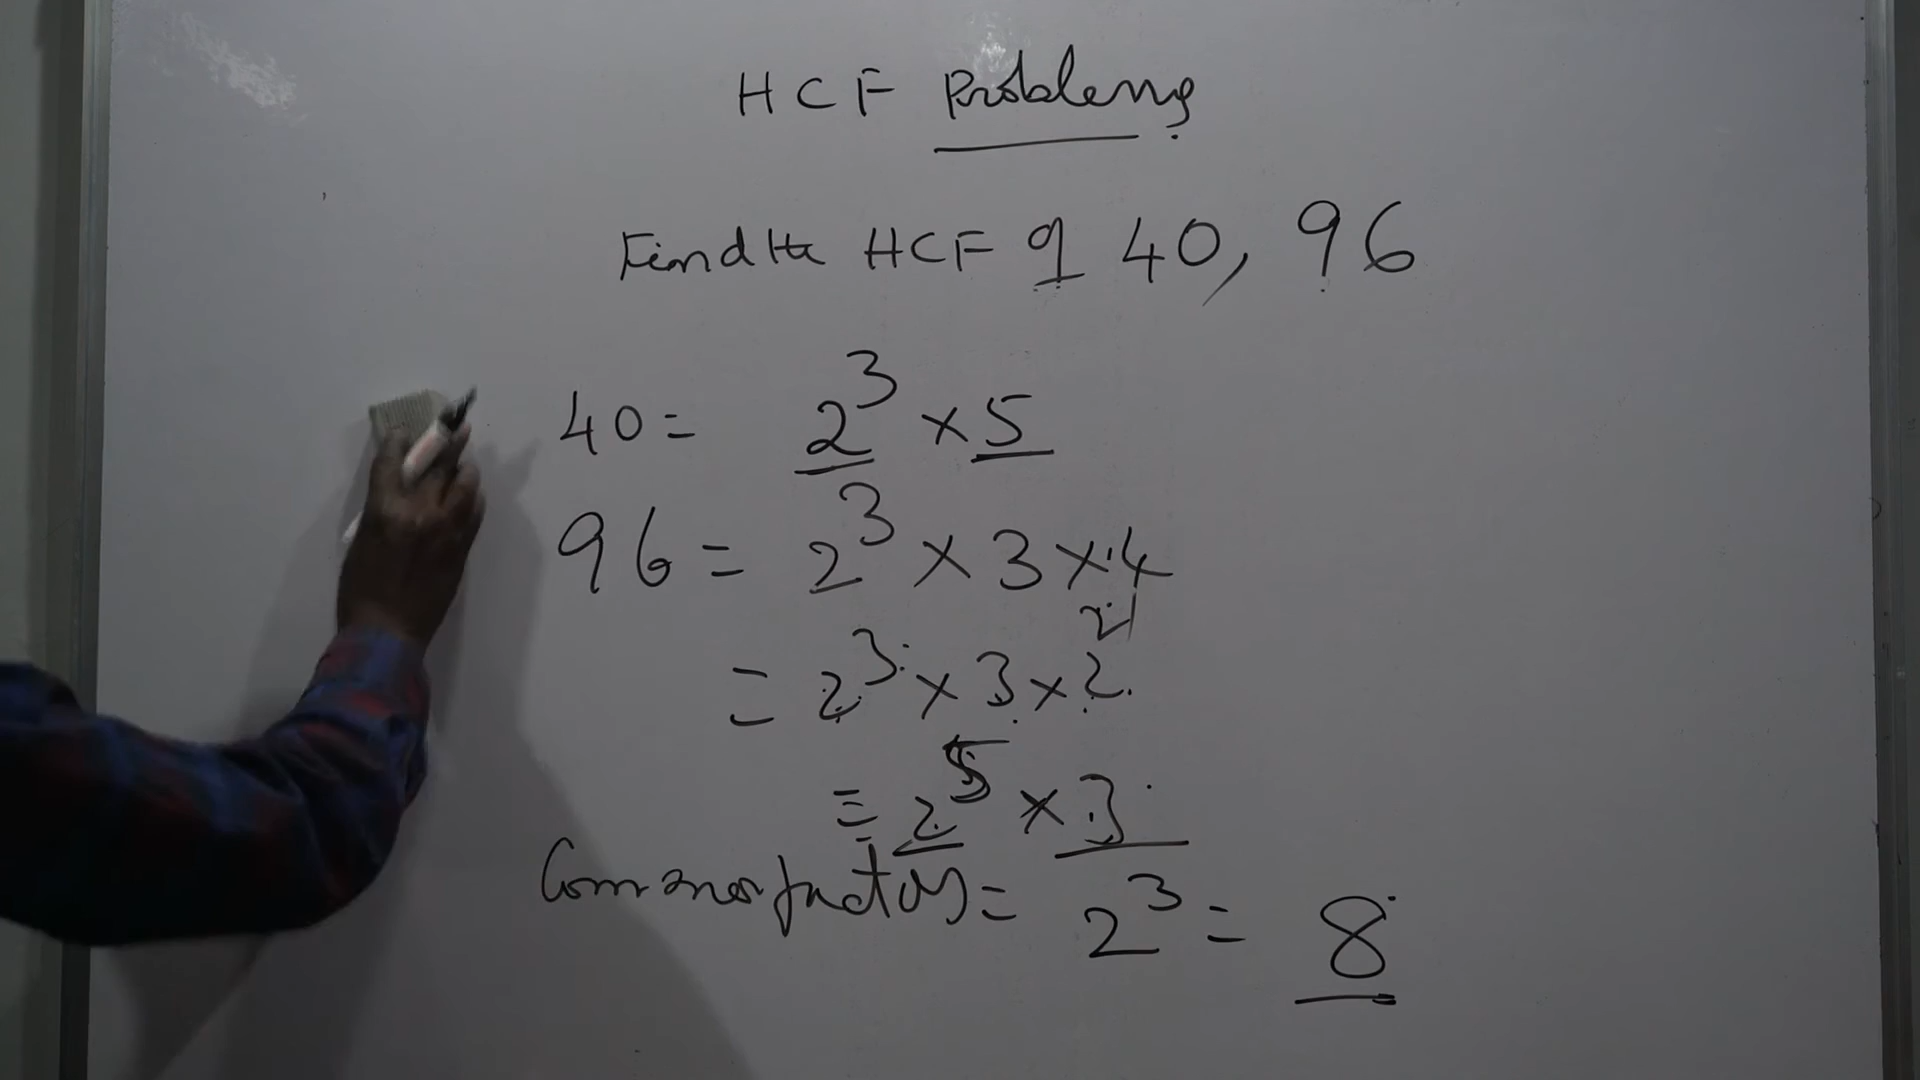 HCF Problems
Find the HCF of 40, 96
40 = 2³ × 5
96 = 2³ × 3 × 4
= 2³ × 3 × 2²
= 2⁵ × 3
Common factors = 2³ = 8